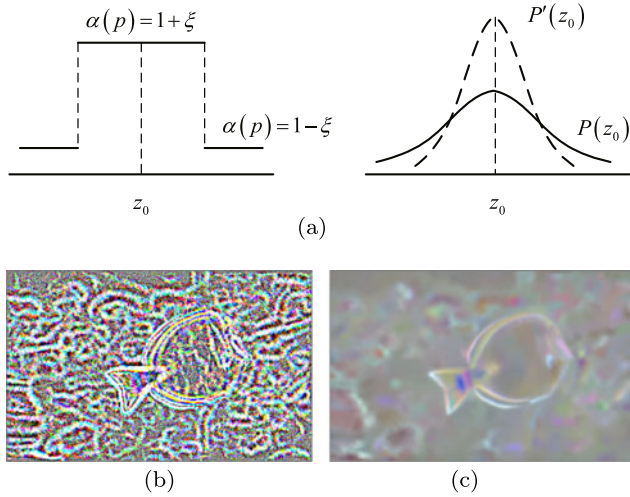 α(p) = 1 + ξ
P′(z₀)
α(p) = 1 − ξ
P(z₀)
z₀
z₀
(a)
(b)
(c)